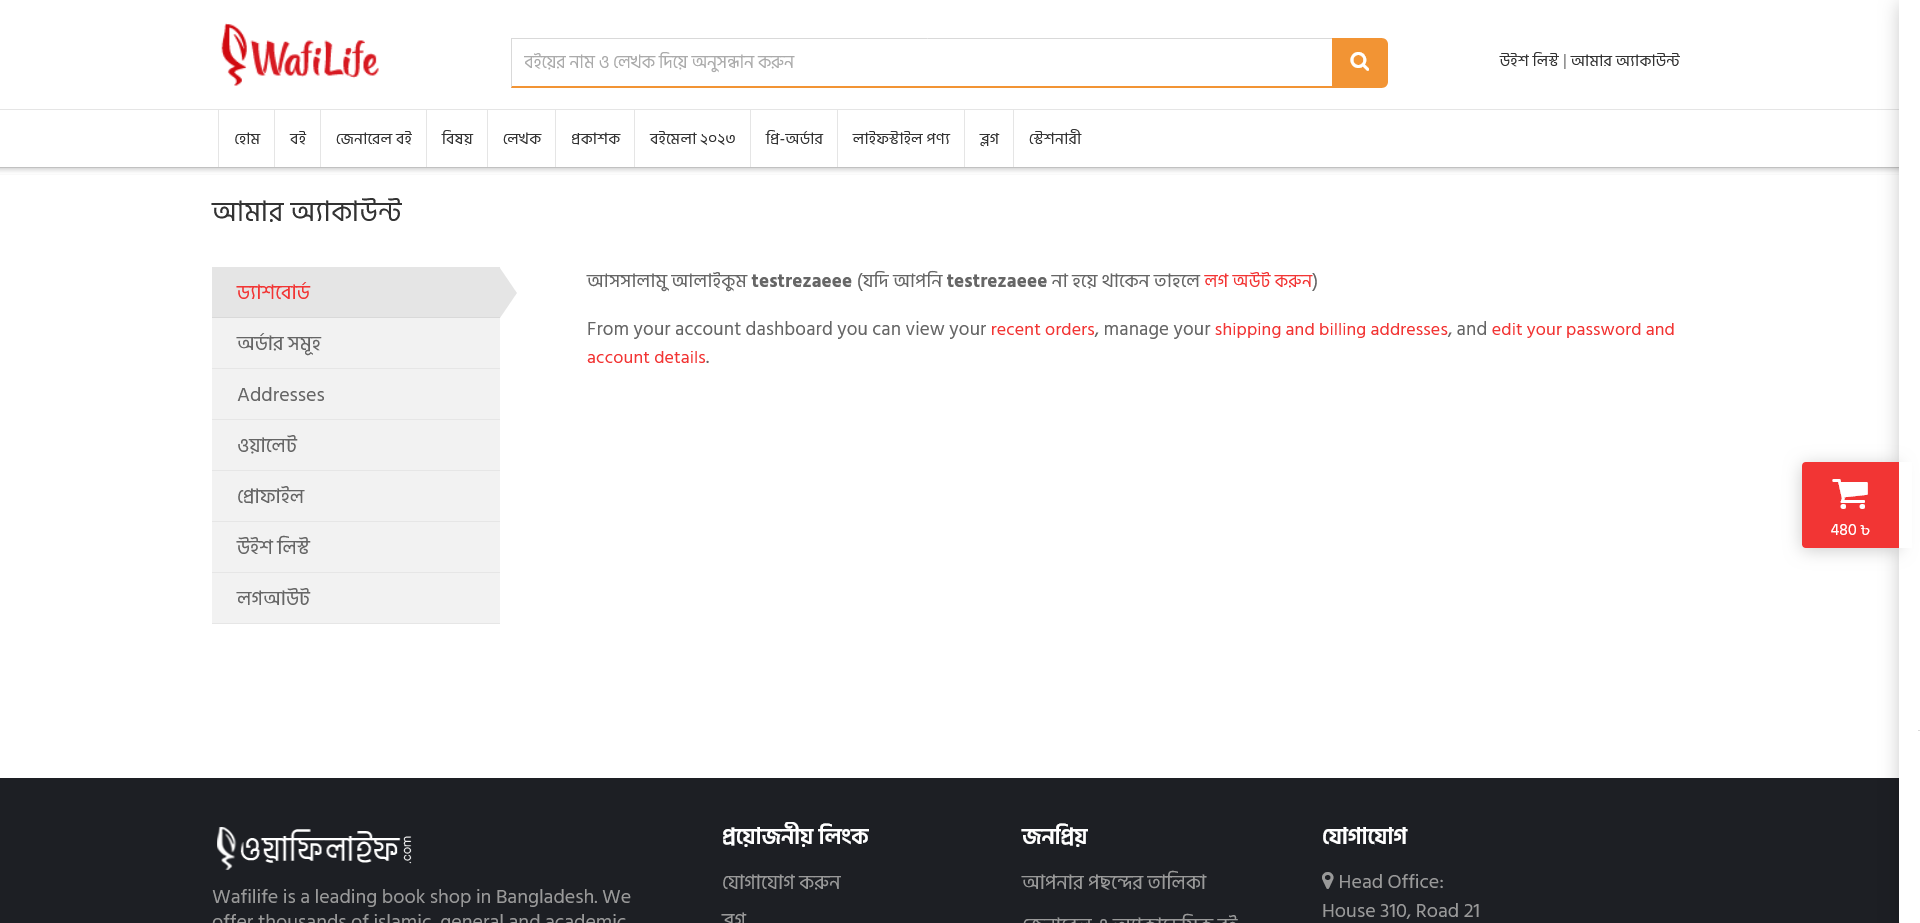 WafiLife
বইয়ের নাম ও লেখক দিয়ে অনুসন্ধান করুন
উইশ লিস্ট | আমার অ্যাকাউন্ট
হোম বই জেনারেল বই বিষয় লেখক প্রকাশক বইমেলা ২০২৩ প্রি-অর্ডার লাইফস্টাইল পণ্য ব্লগ স্টেশনারী
আমার অ্যাকাউন্ট
ড্যাশবোর্ড
অর্ডার সমূহ
Addresses
ওয়ালেট
প্রোফাইল
উইশ লিস্ট
লগআউট
আসসালামু আলাইকুম testrezaeee (যদি আপনি testrezaeee না হয়ে থাকেন তাহলে লগ অউট করুন)
From your account dashboard you can view your recent orders, manage your shipping and billing addresses, and edit your password and
account details.
480 ৳
ওয়াফিলাইফ.com
Wafilife is a leading book shop in Bangladesh. We
offer thousands of islamic, general and academic
প্রয়োজনীয় লিংক
যোগাযোগ করুন
ব্লগ
জনপ্রিয়
আপনার পছন্দের তালিকা
জেনারেল ও অ্যাকাডেমিক বই
যোগাযোগ
Head Office:
House 310, Road 21